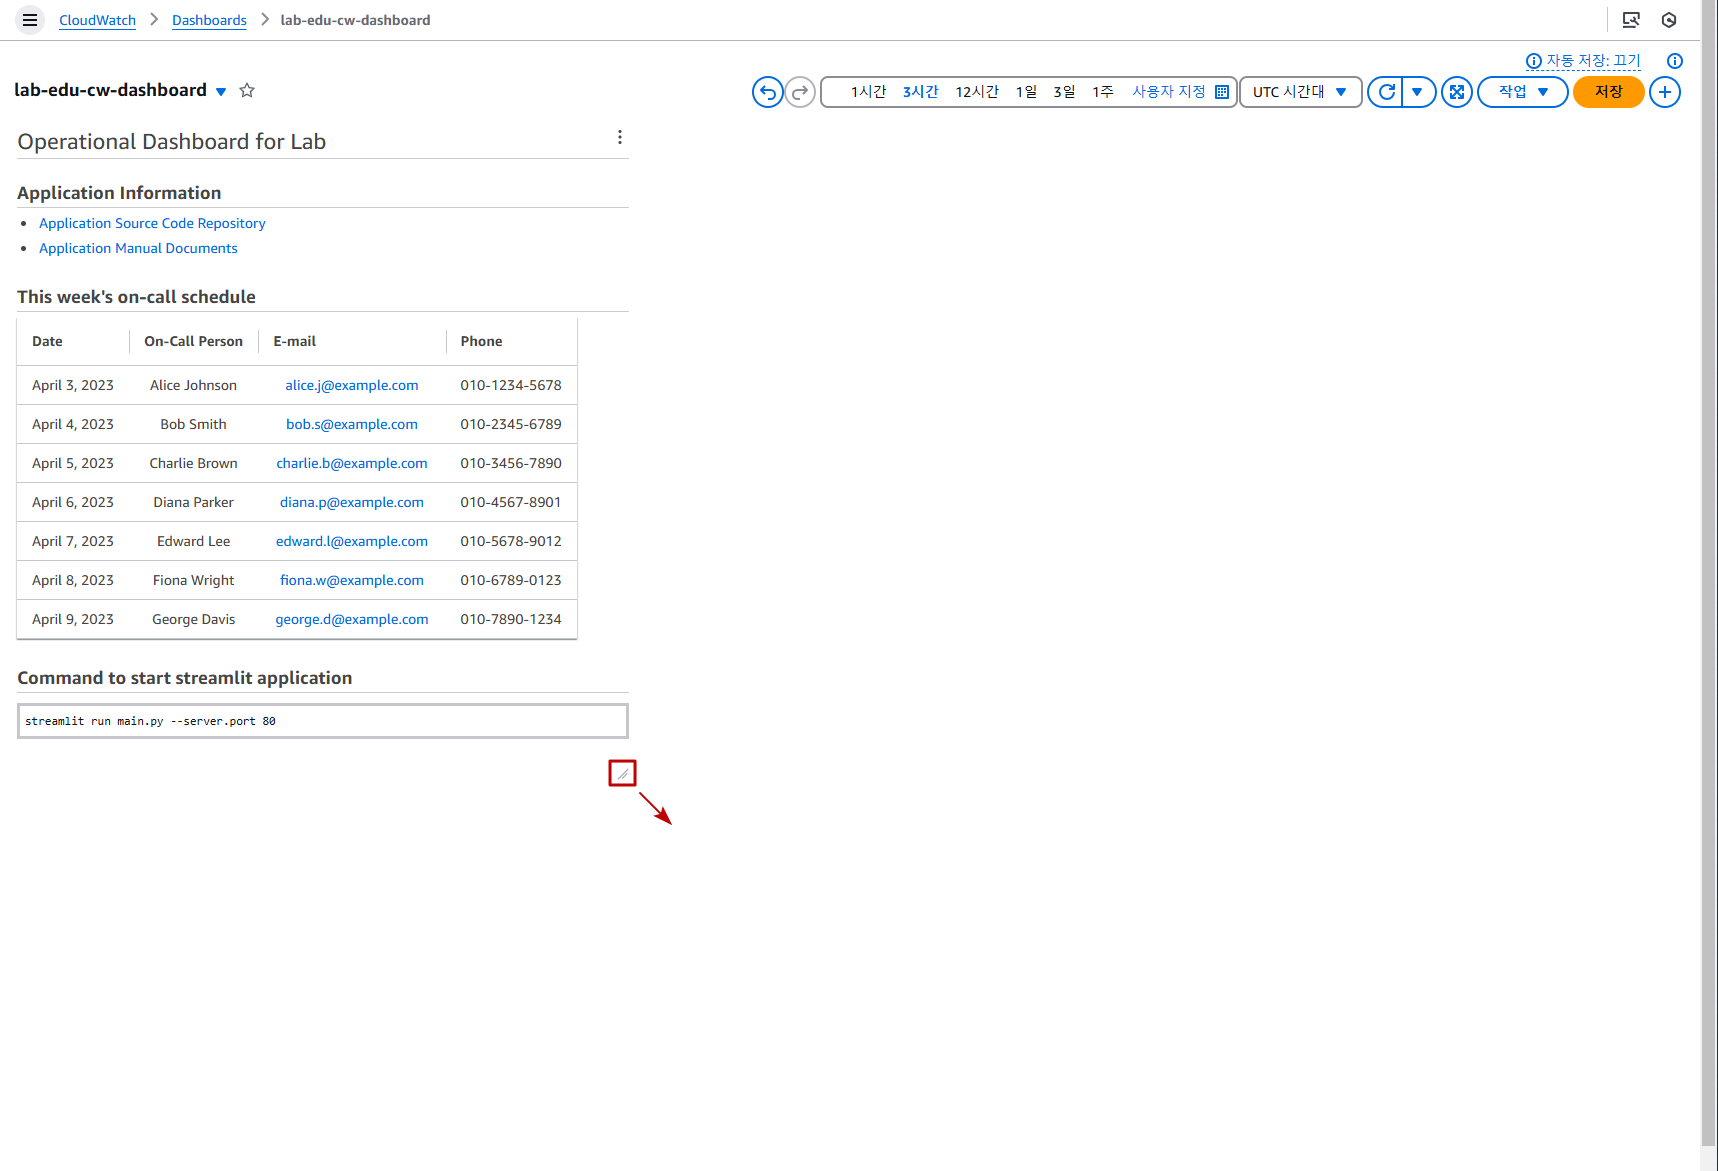 CloudWatch > Dashboards > lab-edu-cw-dashboard
자동 저장: 끄기
lab-edu-cw-dashboard
1시간 3시간 12시간 1일 3일 1주 사용자 지정 UTC 시간대 작업 저장
Operational Dashboard for Lab
Application Information
• Application Source Code Repository
• Application Manual Documents
This week's on-call schedule
Date On-Call Person E-mail Phone
April 3, 2023 Alice Johnson alice.j@example.com 010-1234-5678
April 4, 2023 Bob Smith bob.s@example.com 010-2345-6789
April 5, 2023 Charlie Brown charlie.b@example.com 010-3456-7890
April 6, 2023 Diana Parker diana.p@example.com 010-4567-8901
April 7, 2023 Edward Lee edward.l@example.com 010-5678-9012
April 8, 2023 Fiona Wright fiona.w@example.com 010-6789-0123
April 9, 2023 George Davis george.d@example.com 010-7890-1234
Command to start streamlit application
streamlit run main.py --server.port 80